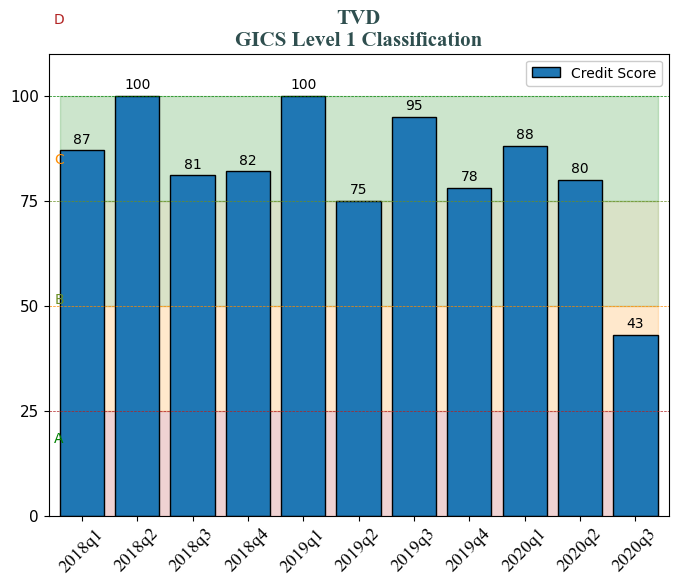 D
TVD
GICS Level 1 Classification
Credit Score
100
75
50
25
0
C
B
A
87
100
81
82
100
75
95
78
88
80
43
2018q1
2018q2
2018q3
2018q4
2019q1
2019q2
2019q3
2019q4
2020q1
2020q2
2020q3